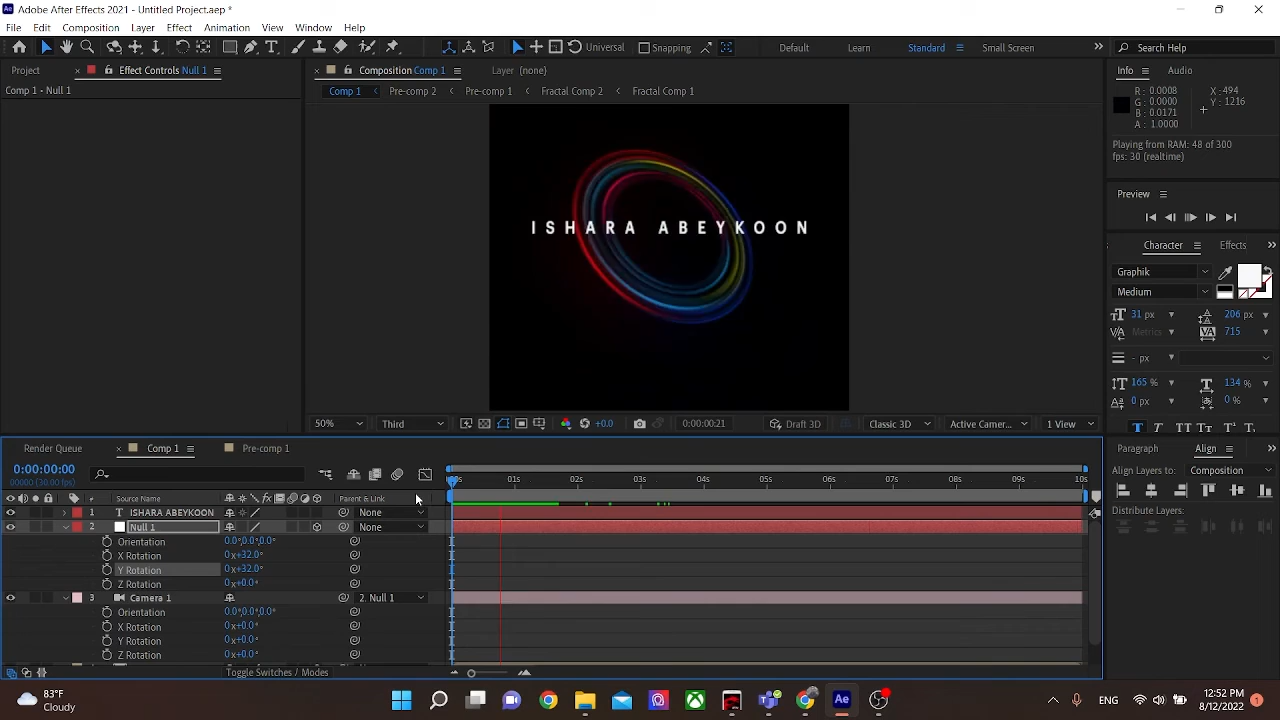 Adobe After Effects 2021 - Untitled Project.aep *
File Edit Composition Layer Effect Animation View Window Help
Universal Snapping Default Learn Standard Small Screen Search Help
Project Effect Controls Null 1 Composition Comp 1 Layer (none) Info Audio
Comp 1 - Null 1 Comp 1 Pre-comp 2 Pre-comp 1 Fractal Comp 2 Fractal Comp 1
R : 0.0008 X : -494
G : 0.0000 Y : 1216
B : 0.0171
A : 1.0000
Playing from RAM: 48 of 300
fps: 30 (realtime)
Preview
ISHARA ABEYKOON
Character Effects
Graphik
Medium
31 px 206 px
Metrics 715
- px
165 % 134 %
0 px 0 %
50% Third +0.0 0:00:00:21 Draft 3D Classic 3D Active Camer... 1 View
T T TT Tt
Render Queue Comp 1 Pre-comp 1 Paragraph Align
0:00:00:00
00000 (30.00 fps)
Align Layers to: Composition
01s 02s 03s 04s 05s 06s 07s 08s 09s 10s
# Source Name Parent & Link
1 T ISHARA ABEYKOON None
2 Null 1 None
Distribute Layers:
Orientation 0.0°,0.0°,0.0°
X Rotation 0x+32.0°
Y Rotation 0x+32.0°
Z Rotation 0x+0.0°
3 Camera 1 2. Null 1
Orientation 0.0°,0.0°,0.0°
X Rotation 0x+0.0°
Y Rotation 0x+0.0°
Z Rotation 0x+0.0°
Toggle Switches / Modes
83°F
Cloudy
Ae
ENG
12:52 PM
8/12/2022
1